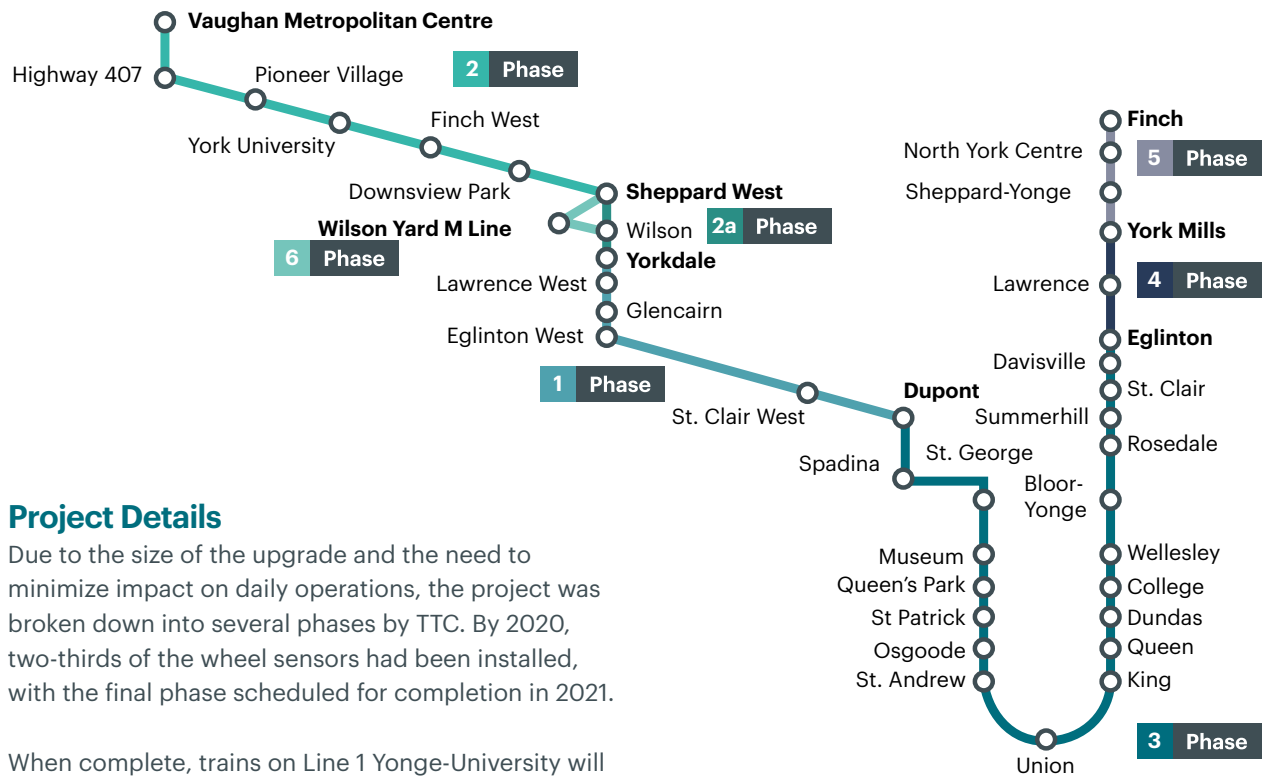 Vaughan Metropolitan Centre
Highway 407
Pioneer Village
2 Phase
York University
Finch West
Downsview Park
Sheppard West
Wilson Yard M Line
Wilson
2a Phase
6 Phase
Yorkdale
Lawrence West
Glencairn
Eglinton West
1 Phase
St. Clair West
Dupont
Spadina
St. George
Museum
Queen's Park
St Patrick
Osgoode
St. Andrew
Union
3 Phase
King
Queen
Dundas
College
Wellesley
Bloor-
Yonge
Rosedale
Summerhill
St. Clair
Davisville
Eglinton
Lawrence
4 Phase
York Mills
Sheppard-Yonge
North York Centre
5 Phase
Finch
Project Details
Due to the size of the upgrade and the need to
minimize impact on daily operations, the project was
broken down into several phases by TTC. By 2020,
two-thirds of the wheel sensors had been installed,
with the final phase scheduled for completion in 2021.
When complete, trains on Line 1 Yonge-University will